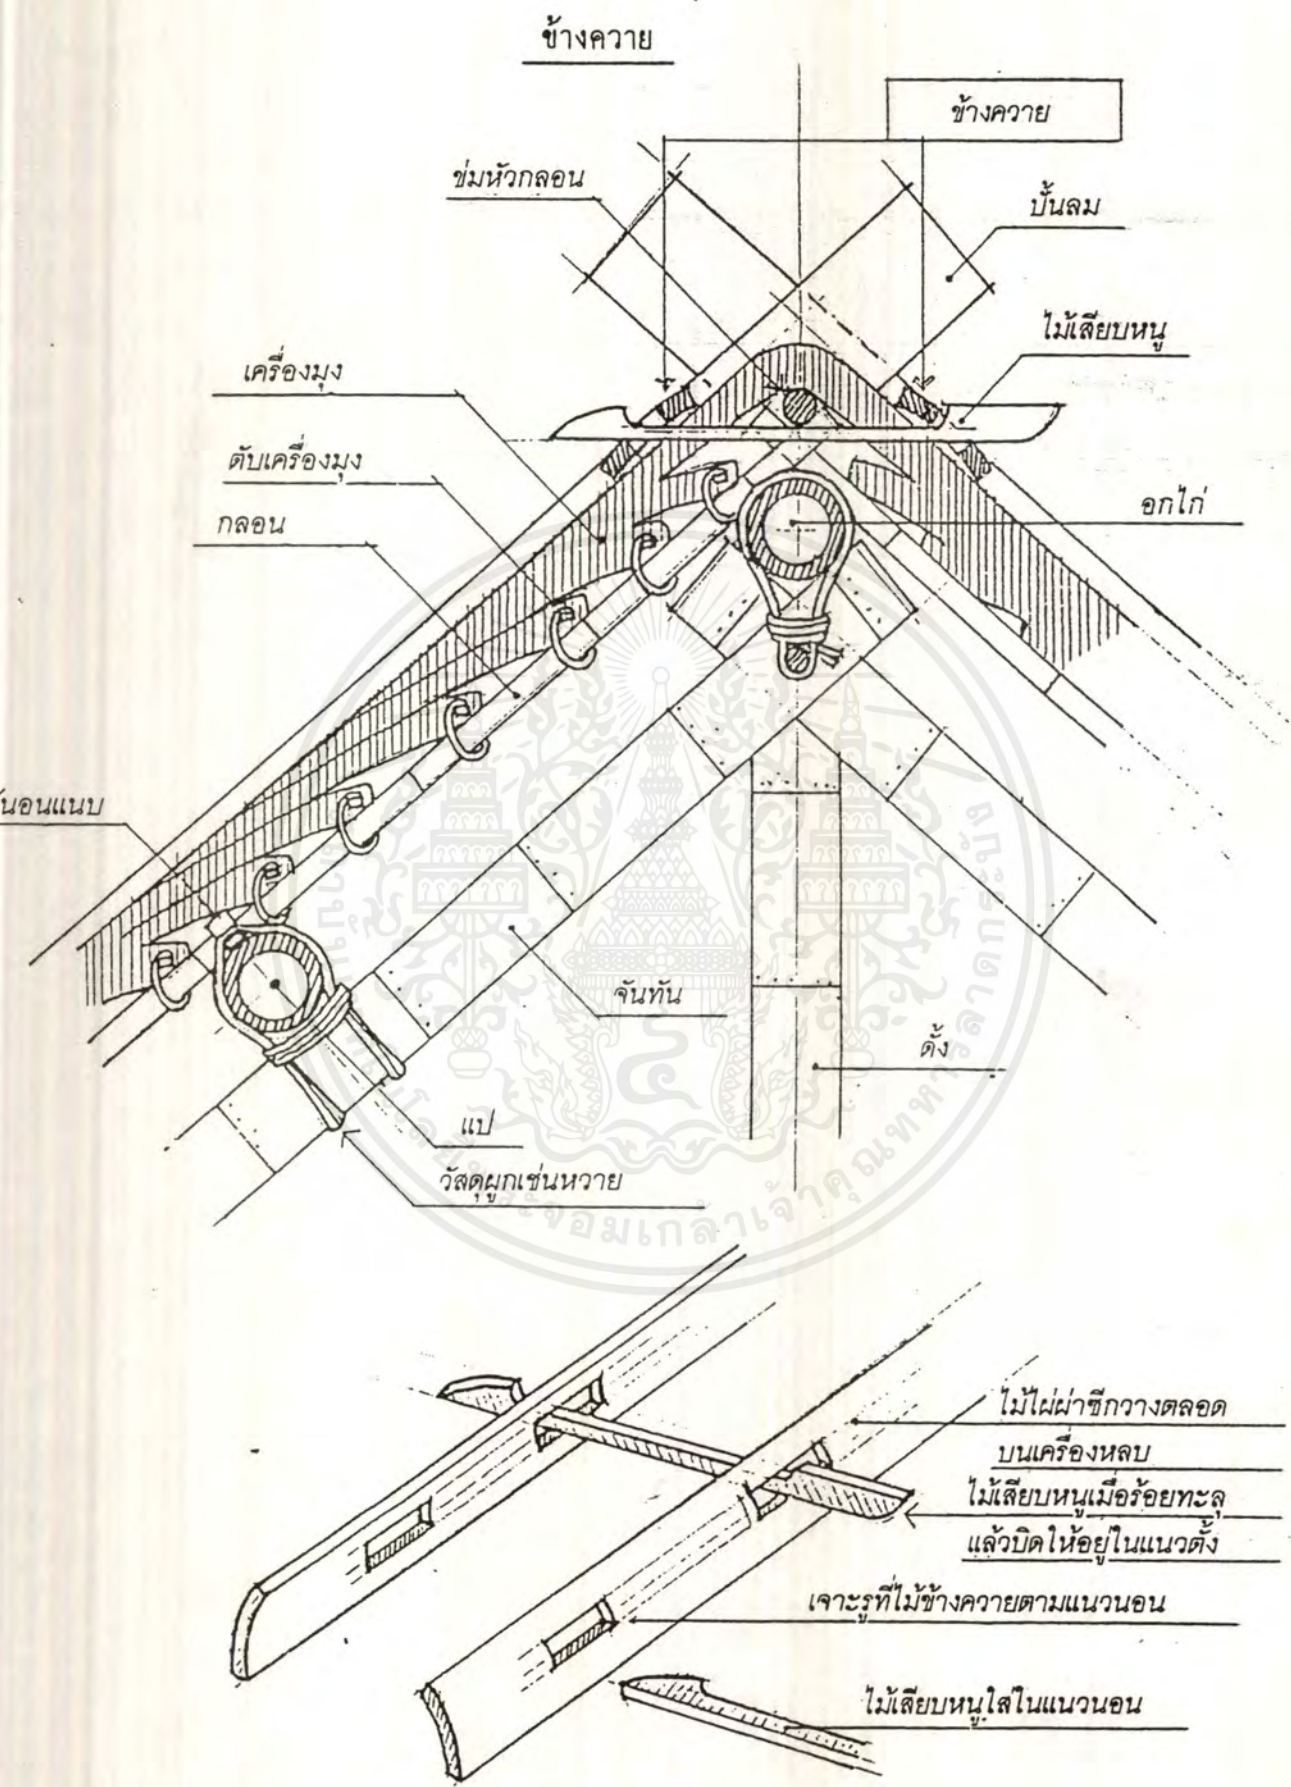 ข้างควาย
ข้างควาย
ข่มหัวกลอน
ปั้นลม
ไม้เสียบหนู
เครื่องมุง
ตับเครื่องมุง
กลอน
อกไก่
นอนแนบ
จันทัน
ดั้ง
แป
วัสดุผูกเช่นหวาย
ไม้ไผ่ผ่าซีกวางตลอด
บนเครื่องหลบ
ไม้เสียบหนูเมื่อร้อยทะลุ
แล้วบิดให้อยู่ในแนวตั้ง
เจาะรูที่ไม้ข้างควายตามแนวนอน
ไม้เสียบหนูใส่ในแนวนอน